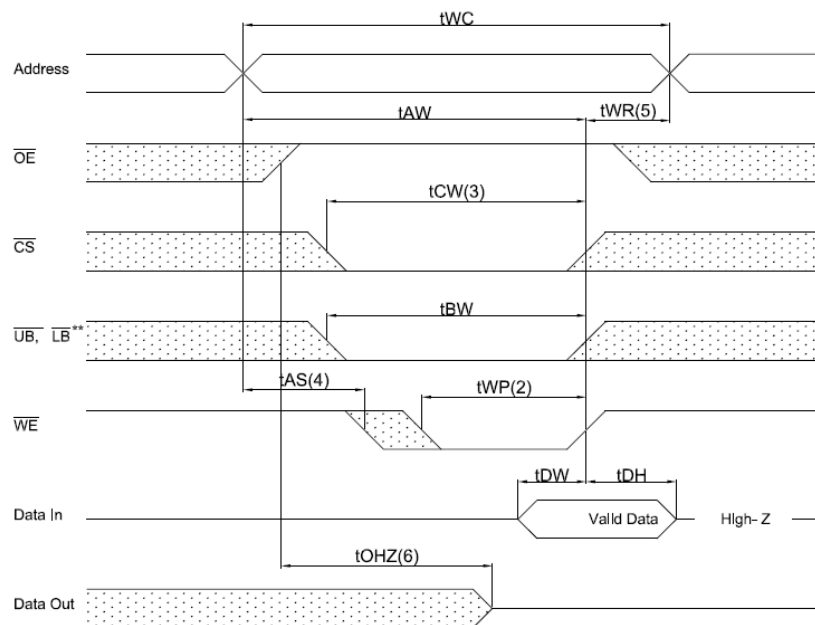 tWC
Address
tAW
tWR(5)
OE
tCW(3)
CS
tBW
UB, LB**
tAS(4)
tWP(2)
WE
tDW
tDH
Data In
Valid Data
High-Z
tOHZ(6)
Data Out